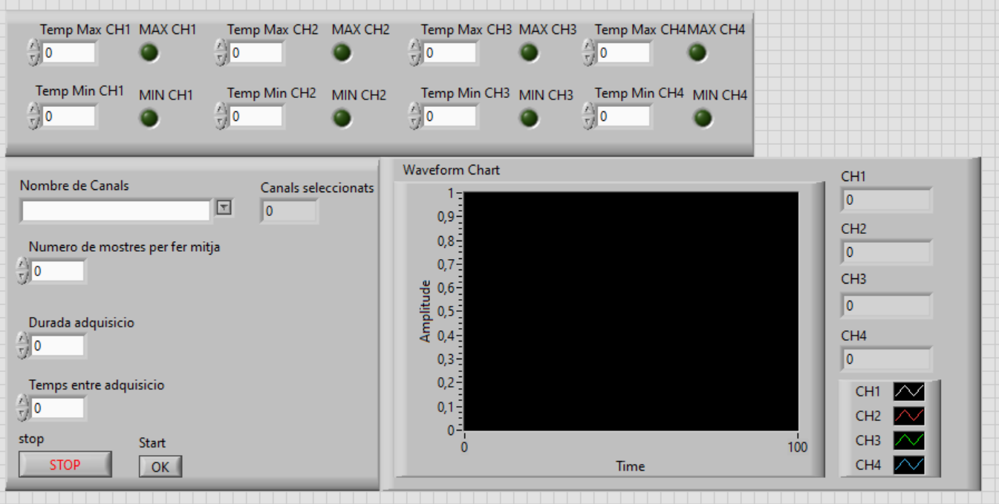 Temp Max CH1 MAX CH1 Temp Max CH2 MAX CH2 Temp Max CH3 MAX CH3 Temp Max CH4 MAX CH4
0 0 0 0
Temp Min CH1 MIN CH1 Temp Min CH2 MIN CH2 Temp Min CH3 MIN CH3 Temp Min CH4 MIN CH4
0 0 0 0
Nombre de Canals Canals seleccionats
0
Numero de mostres per fer mitja
0
Durada adquisicio
0
Temps entre adquisicio
0
stop Start
STOP OK
Waveform Chart
Amplitude
1
0,9
0,8
0,7
0,6
0,5
0,4
0,3
0,2
0,1
0
0 100
Time
CH1
0
CH2
0
CH3
0
CH4
0
CH1
CH2
CH3
CH4